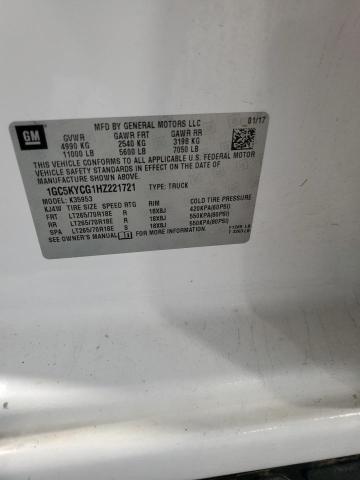 GM
MFD BY GENERAL MOTORS LLC
01/17
GVWR GAWR FRT GAWR RR
4990 KG 2540 KG 3198 KG
11000 LB 5600 LB 7050 LB
THIS VEHICLE CONFORMS TO ALL APPLICABLE U.S. FEDERAL MOTOR
VEHICLE SAFETY STANDARDS IN EFFECT ON THE DATE OF
MANUFACTURE SHOWN ABOVE.
1GC5KYCG1HZ221721 TYPE: TRUCK
MODEL: K35953
KJ4W TIRE SIZE SPEED RTG RIM COLD TIRE PRESSURE
FRT LT265/70R18E R 18X8J 420KPA(60PSI)
RR LT265/70R18E R 18X8J 550KPA(80PSI)
SPA LT265/70R18E R 18X8J 550KPA(80PSI)
SEE OWNER'S MANUAL FOR MORE INFORMATION.